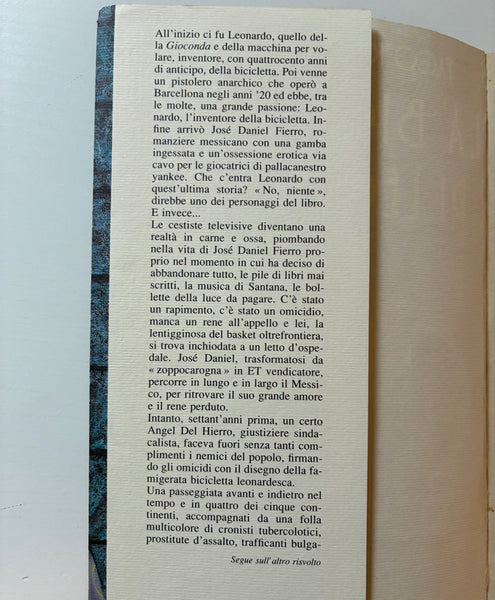 All'inizio ci fu Leonardo, quello del-
la Gioconda e della macchina per vo-
lare, inventore, con quattrocento anni
di anticipo, della bicicletta. Poi venne
un pistolero anarchico che operò a
Barcellona negli anni '20 ed ebbe, tra
le molte, una grande passione: Leo-
nardo, l'inventore della bicicletta. In-
fine arrivò José Daniel Fierro, ro-
manziere messicano con una gamba
ingessata e un'ossessione erotica via
cavo per le giocatrici di pallacanestro
yankee. Che c'entra Leonardo con
quest'ultima storia? «No, niente»,
direbbe uno dei personaggi del libro.
E invece...
Le cestiste televisive diventano una
realtà in carne e ossa, piombando
nella vita di José Daniel Fierro pro-
prio nel momento in cui ha deciso di
abbandonare tutto, le pile di libri mai
scritti, la musica di Santana, le bol-
lette della luce da pagare. C'è stato
un rapimento, c'è stato un omicidio,
manca un rene all'appello e lei, la
lentigginosa del basket oltrefrontiera,
si trova inchiodata a un letto d'ospe-
dale. José Daniel, trasformatosi da
«zoppocarogna» in ET vendicatore,
percorre in lungo e in largo il Messi-
co, per ritrovare il suo grande amore
e il rene perduto.
Intanto, settant'anni prima, un certo
Angel Del Hierro, giustiziere sinda-
calista, faceva fuori senza tanti com-
plimenti i nemici del popolo, firman-
do gli omicidi con il disegno della fa-
migerata bicicletta leonardesca.
Una passeggiata avanti e indietro nel
tempo e in quattro dei cinque con-
tinenti, accompagnati da una folla
multicolore di cronisti tubercolotici,
prostitute d'assalto, trafficanti bulga-
Segue sull'altro risvolto